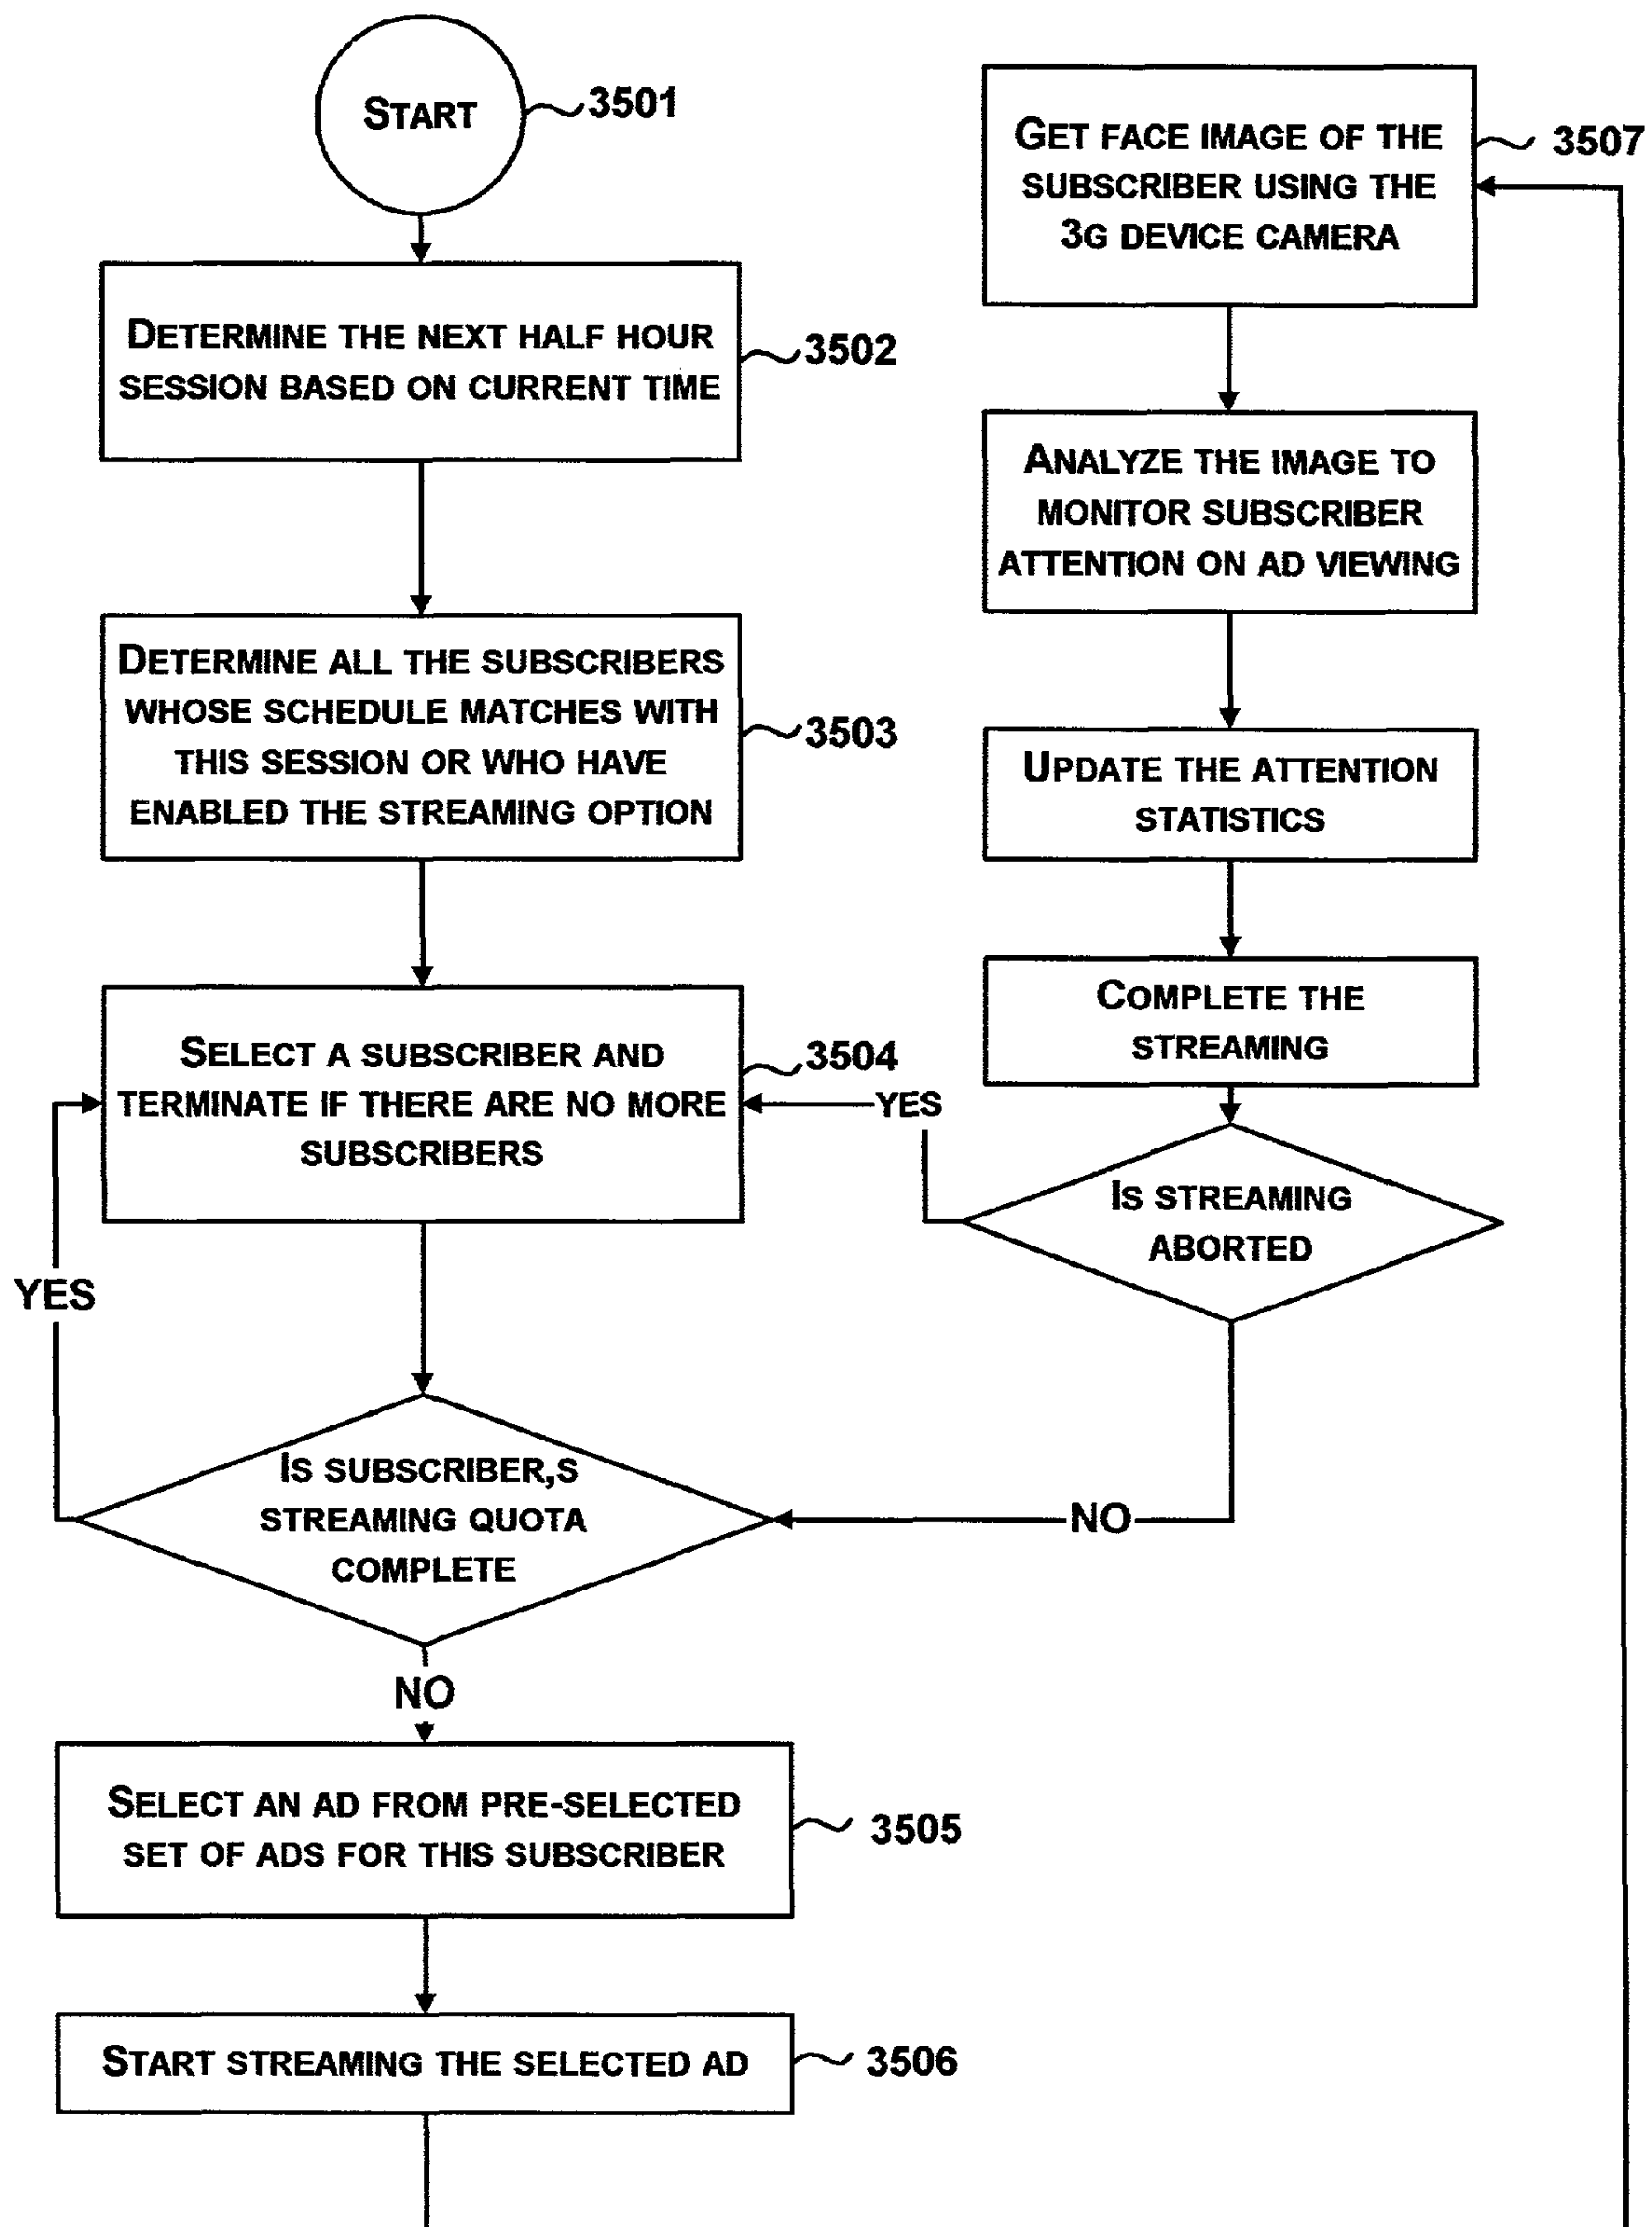 START
3501
DETERMINE THE NEXT HALF HOUR
SESSION BASED ON CURRENT TIME
3502
DETERMINE ALL THE SUBSCRIBERS
WHOSE SCHEDULE MATCHES WITH
THIS SESSION OR WHO HAVE
ENABLED THE STREAMING OPTION
3503
SELECT A SUBSCRIBER AND
TERMINATE IF THERE ARE NO MORE
SUBSCRIBERS
3504
YES
IS SUBSCRIBER,S
STREAMING QUOTA
COMPLETE
NO
SELECT AN AD FROM PRE-SELECTED
SET OF ADS FOR THIS SUBSCRIBER
3505
START STREAMING THE SELECTED AD
3506
GET FACE IMAGE OF THE
SUBSCRIBER USING THE
3G DEVICE CAMERA
3507
ANALYZE THE IMAGE TO
MONITOR SUBSCRIBER
ATTENTION ON AD VIEWING
UPDATE THE ATTENTION
STATISTICS
COMPLETE THE
STREAMING
IS STREAMING
ABORTED
YES
NO